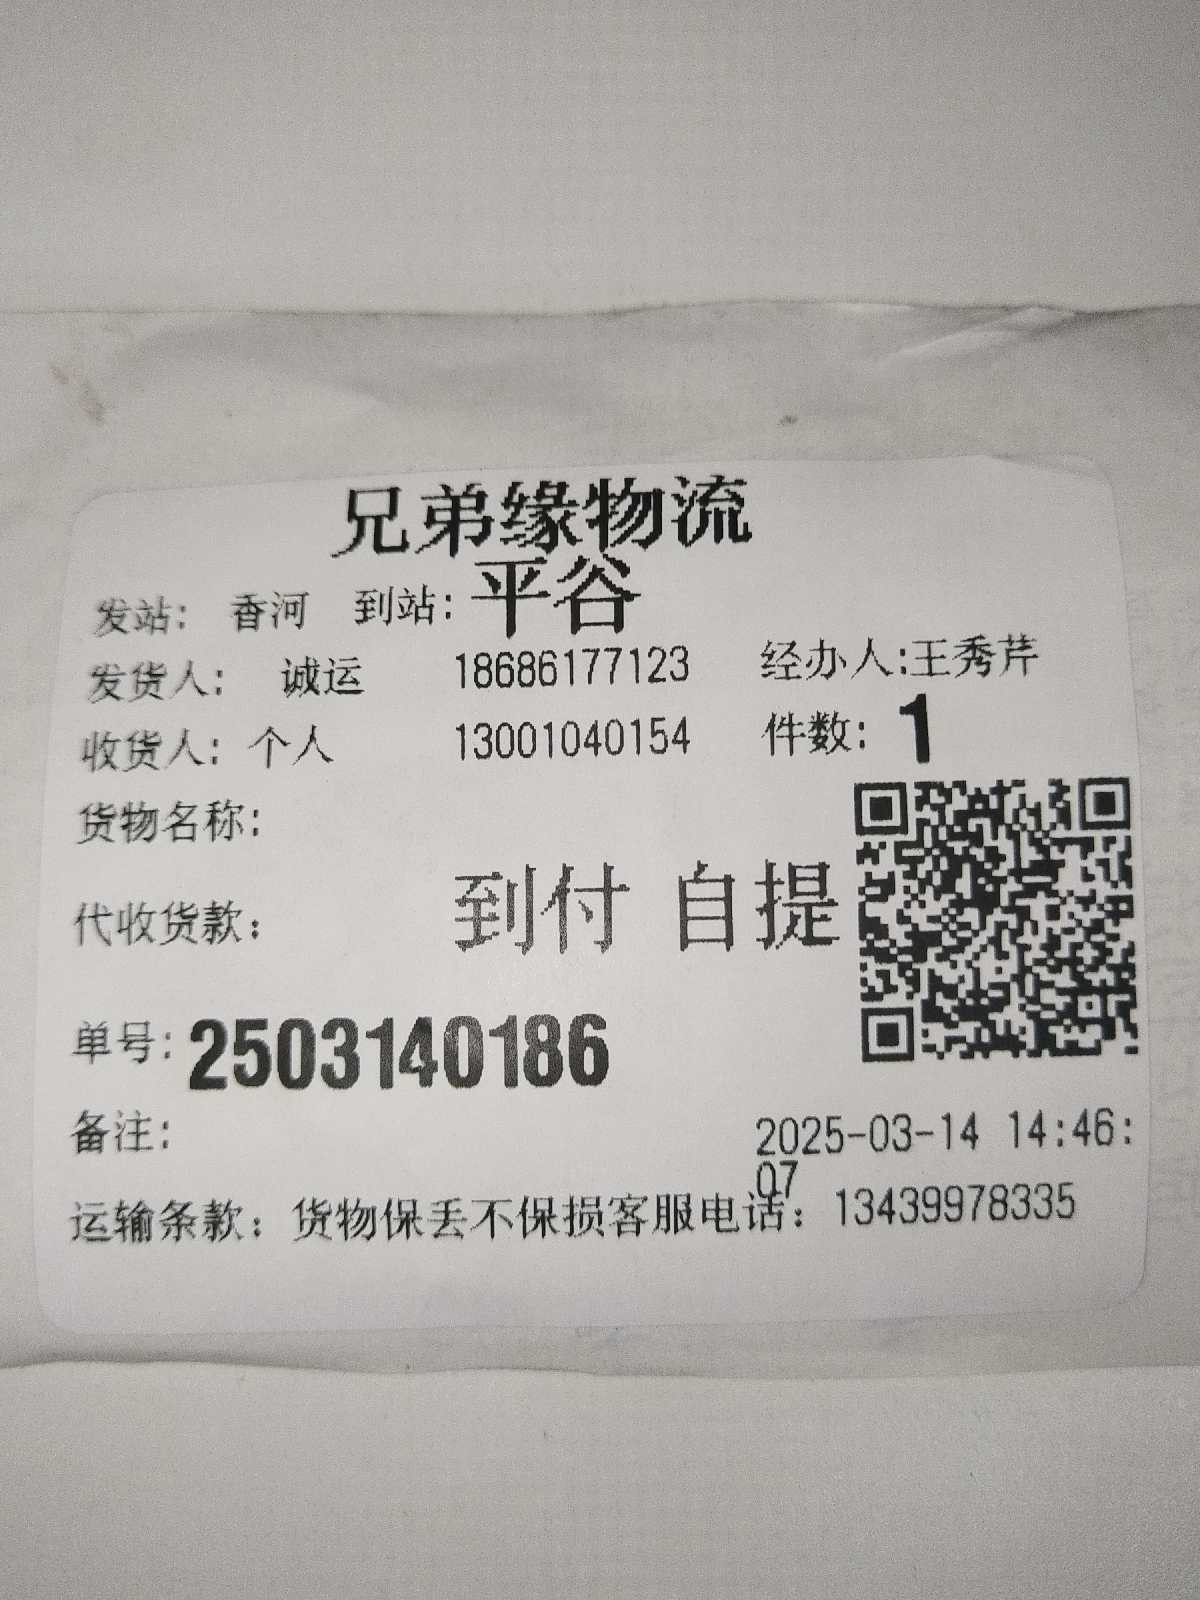 兄弟缘物流
发站: 香河 到站: 平谷
发货人: 诚运 18686177123 经办人:王秀芹
收货人: 个人 13001040154 件数: 1
货物名称:
代收货款: 到付 自提
单号: 2503140186
备注: 2025-03-14 14:46:
07
运输条款: 货物保丢不保损客服电话: 13439978335